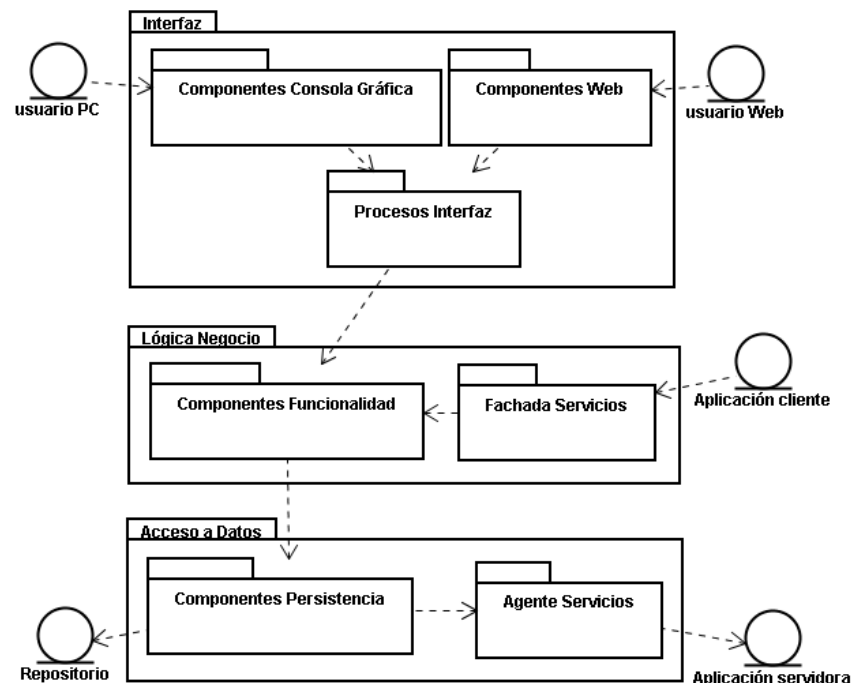 Interfaz
Componentes Consola Gráfica
Componentes Web
usuario PC
usuario Web
Procesos Interfaz
Lógica Negocio
Componentes Funcionalidad
Fachada Servicios
Aplicación cliente
Acceso a Datos
Componentes Persistencia
Agente Servicios
Repositorio
Aplicación servidora